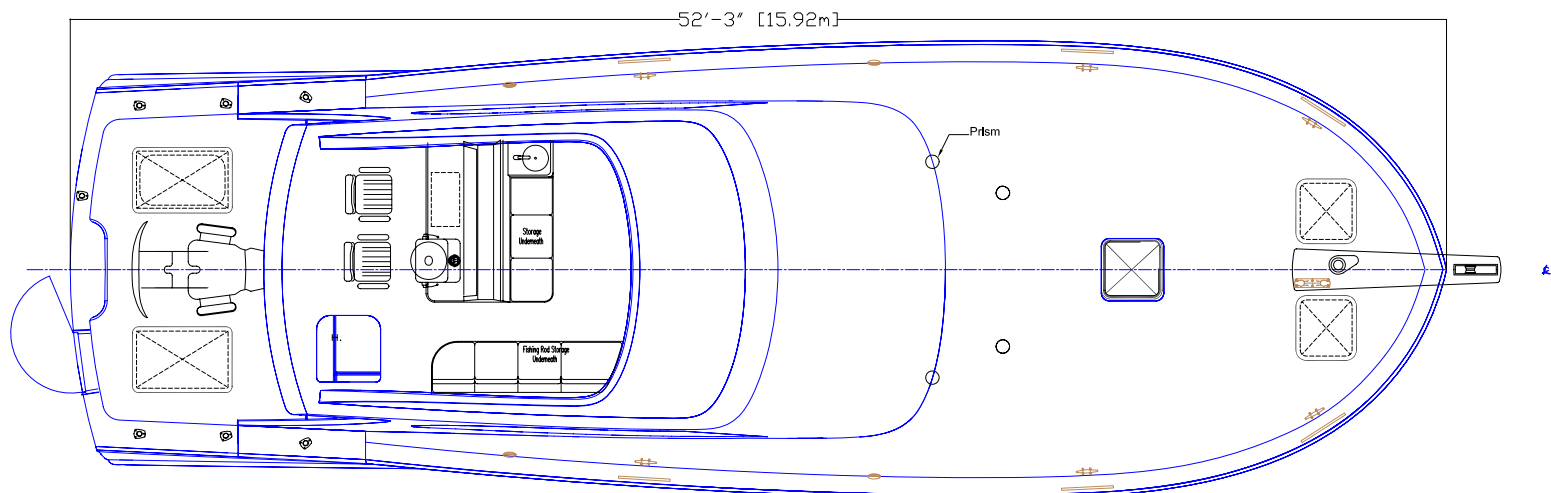 52'-3" [15.92m]
Prism
Storage
Underneath
H.
Fishing Rod Storage
Underneath